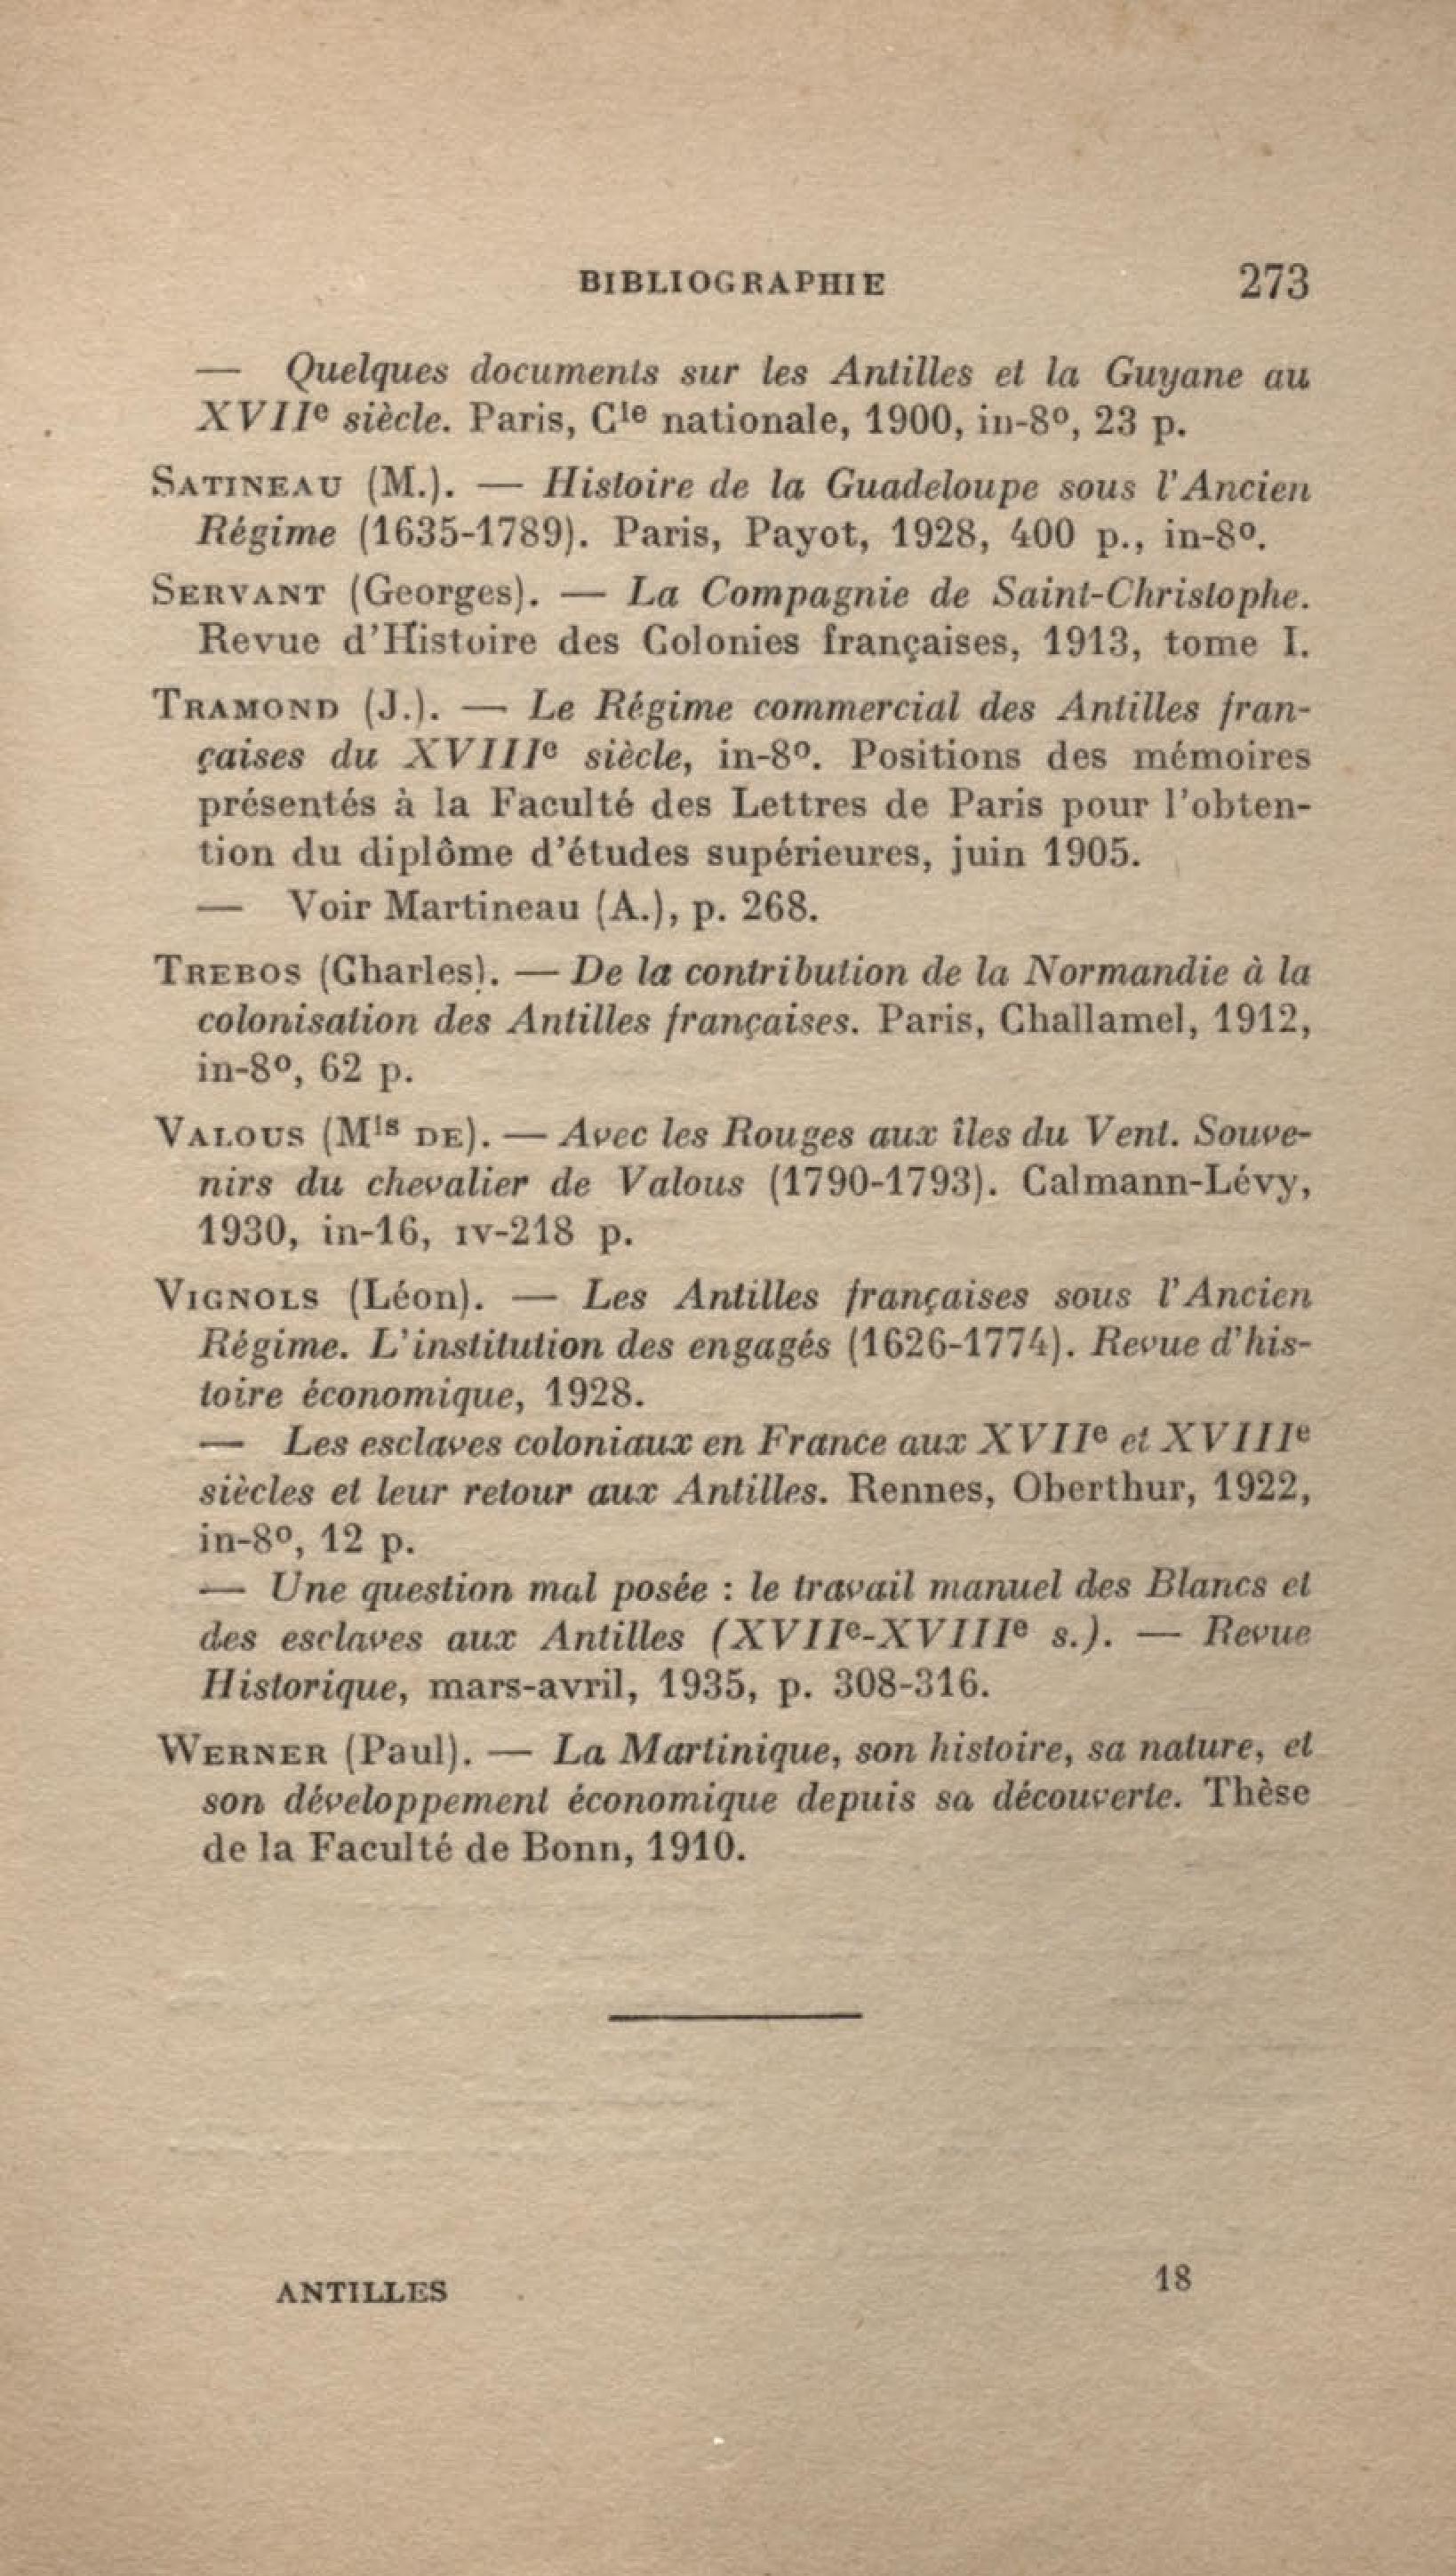 BIBLIOGRAPHIE 273
— Quelques documents sur les Antilles et la Guyane au
XVIIe siècle. Paris, Cie nationale, 1900, in-8o, 23 p.
SATINEAU (M.). — Histoire de la Guadeloupe sous l'Ancien
Régime (1635-1789). Paris, Payot, 1928, 400 p., in-8o.
SERVANT (Georges). — La Compagnie de Saint-Christophe.
Revue d'Histoire des Colonies françaises, 1913, tome I.
TRAMOND (J.). — Le Régime commercial des Antilles fran-
çaises du XVIIIe siècle, in-8o. Positions des mémoires
présentés à la Faculté des Lettres de Paris pour l'obten-
tion du diplôme d'études supérieures, juin 1905.
— Voir Martineau (A.), p. 268.
TREBOS (Charles). — De la contribution de la Normandie à la
colonisation des Antilles françaises. Paris, Challamel, 1912,
in-8o, 62 p.
VALOUS (Mis DE). — Avec les Rouges aux îles du Vent. Souve-
nirs du chevalier de Valous (1790-1793). Calmann-Lévy,
1930, in-16, IV-218 p.
VIGNOLS (Léon). — Les Antilles françaises sous l'Ancien
Régime. L'institution des engagés (1626-1774). Revue d'his-
toire économique, 1928.
— Les esclaves coloniaux en France aux XVIIe et XVIIIe
siècles et leur retour aux Antilles. Rennes, Oberthur, 1922,
in-8o, 12 p.
— Une question mal posée : le travail manuel des Blancs et
des esclaves aux Antilles (XVIIe-XVIIIe s.). — Revue
Historique, mars-avril, 1935, p. 308-316.
WERNER (Paul). — La Martinique, son histoire, sa nature, et
son développement économique depuis sa découverte. Thèse
de la Faculté de Bonn, 1910.
ANTILLES 18